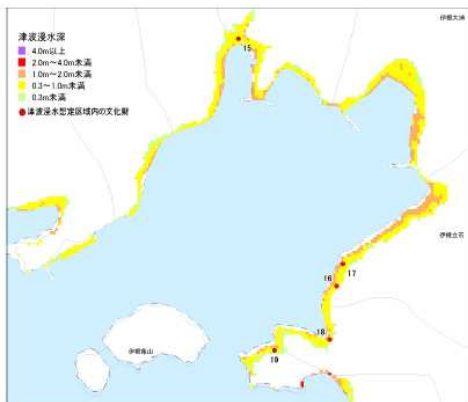 伊根大浦
津波浸水深
4.0m以上
2.0m～4.0m未満
1.0m～2.0m未満
0.3～1.0m未満
0.3m未満
津波浸水想定区域内の文化財
15
伊根立石
17
16
18
伊根亀山
19